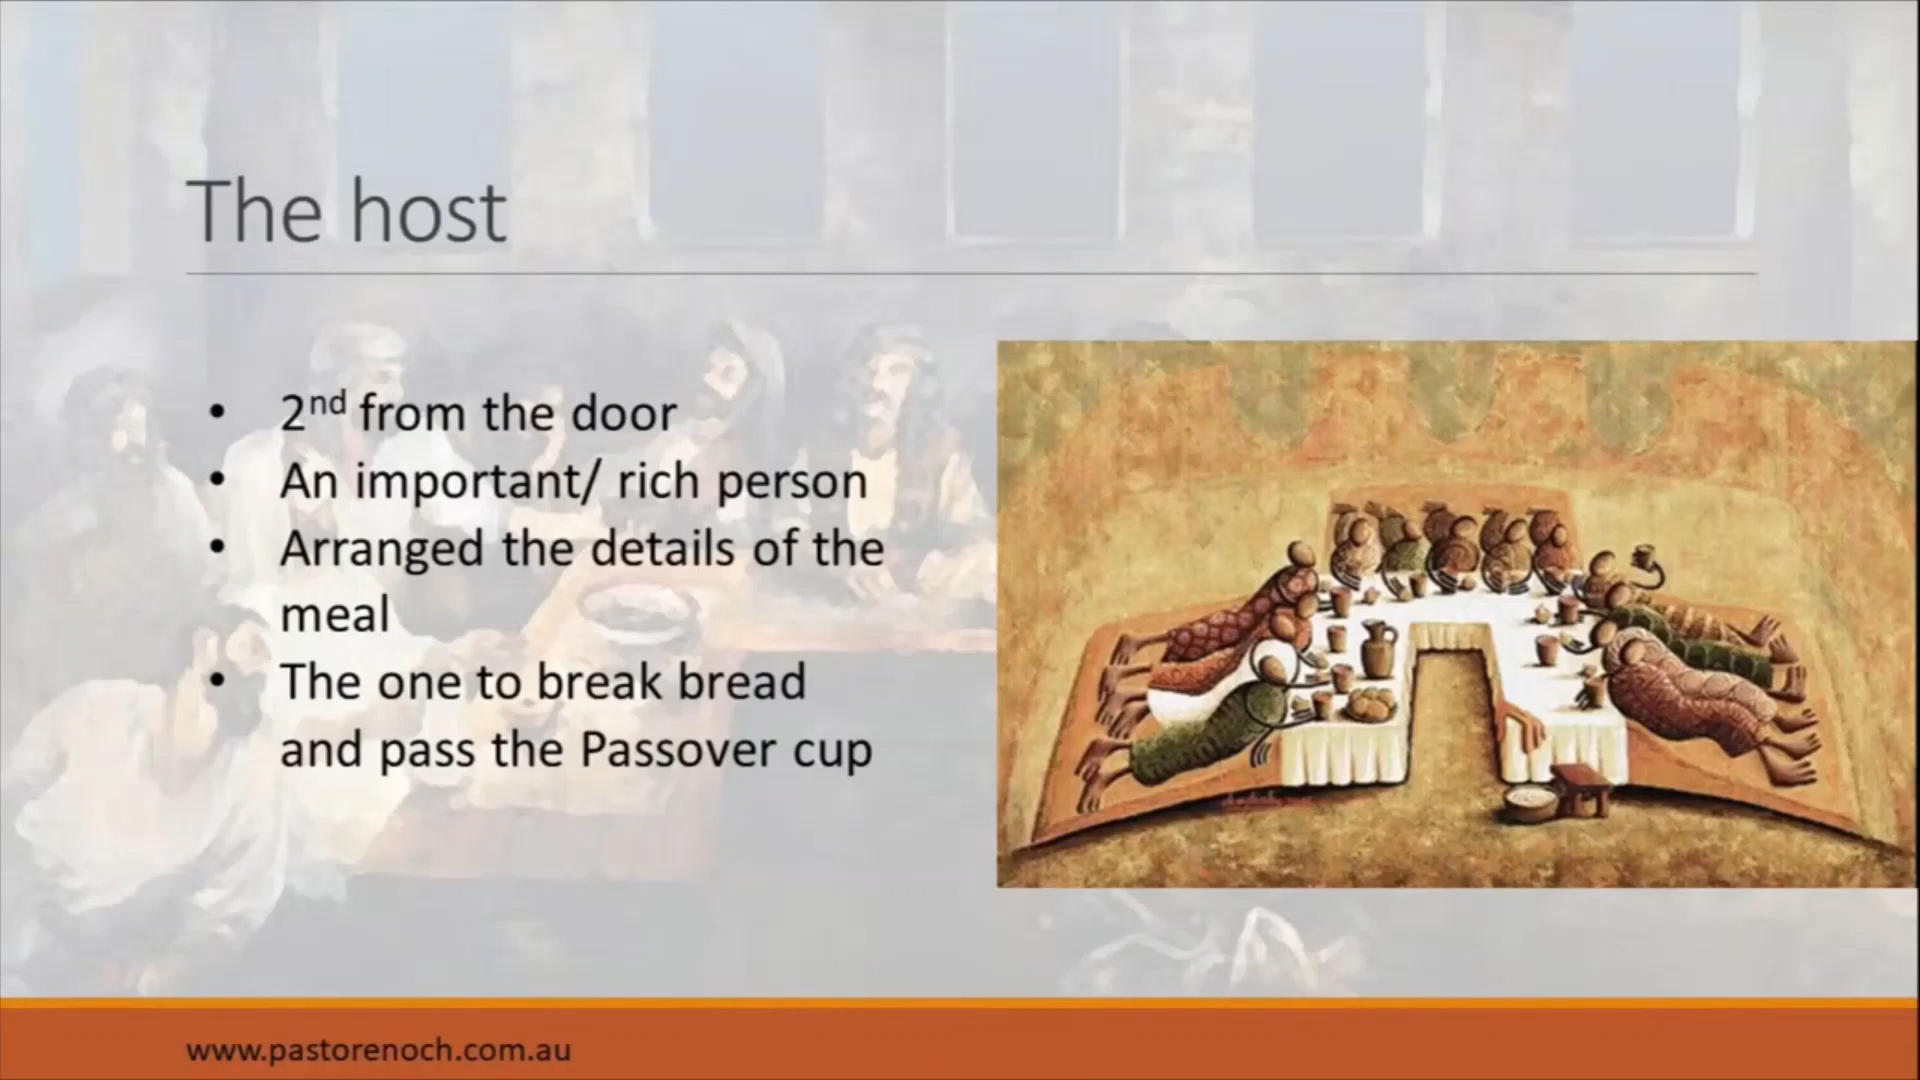 The host
• 2nd from the door
• An important/ rich person
• Arranged the details of the
meal
• The one to break bread
and pass the Passover cup
www.pastorenoch.com.au